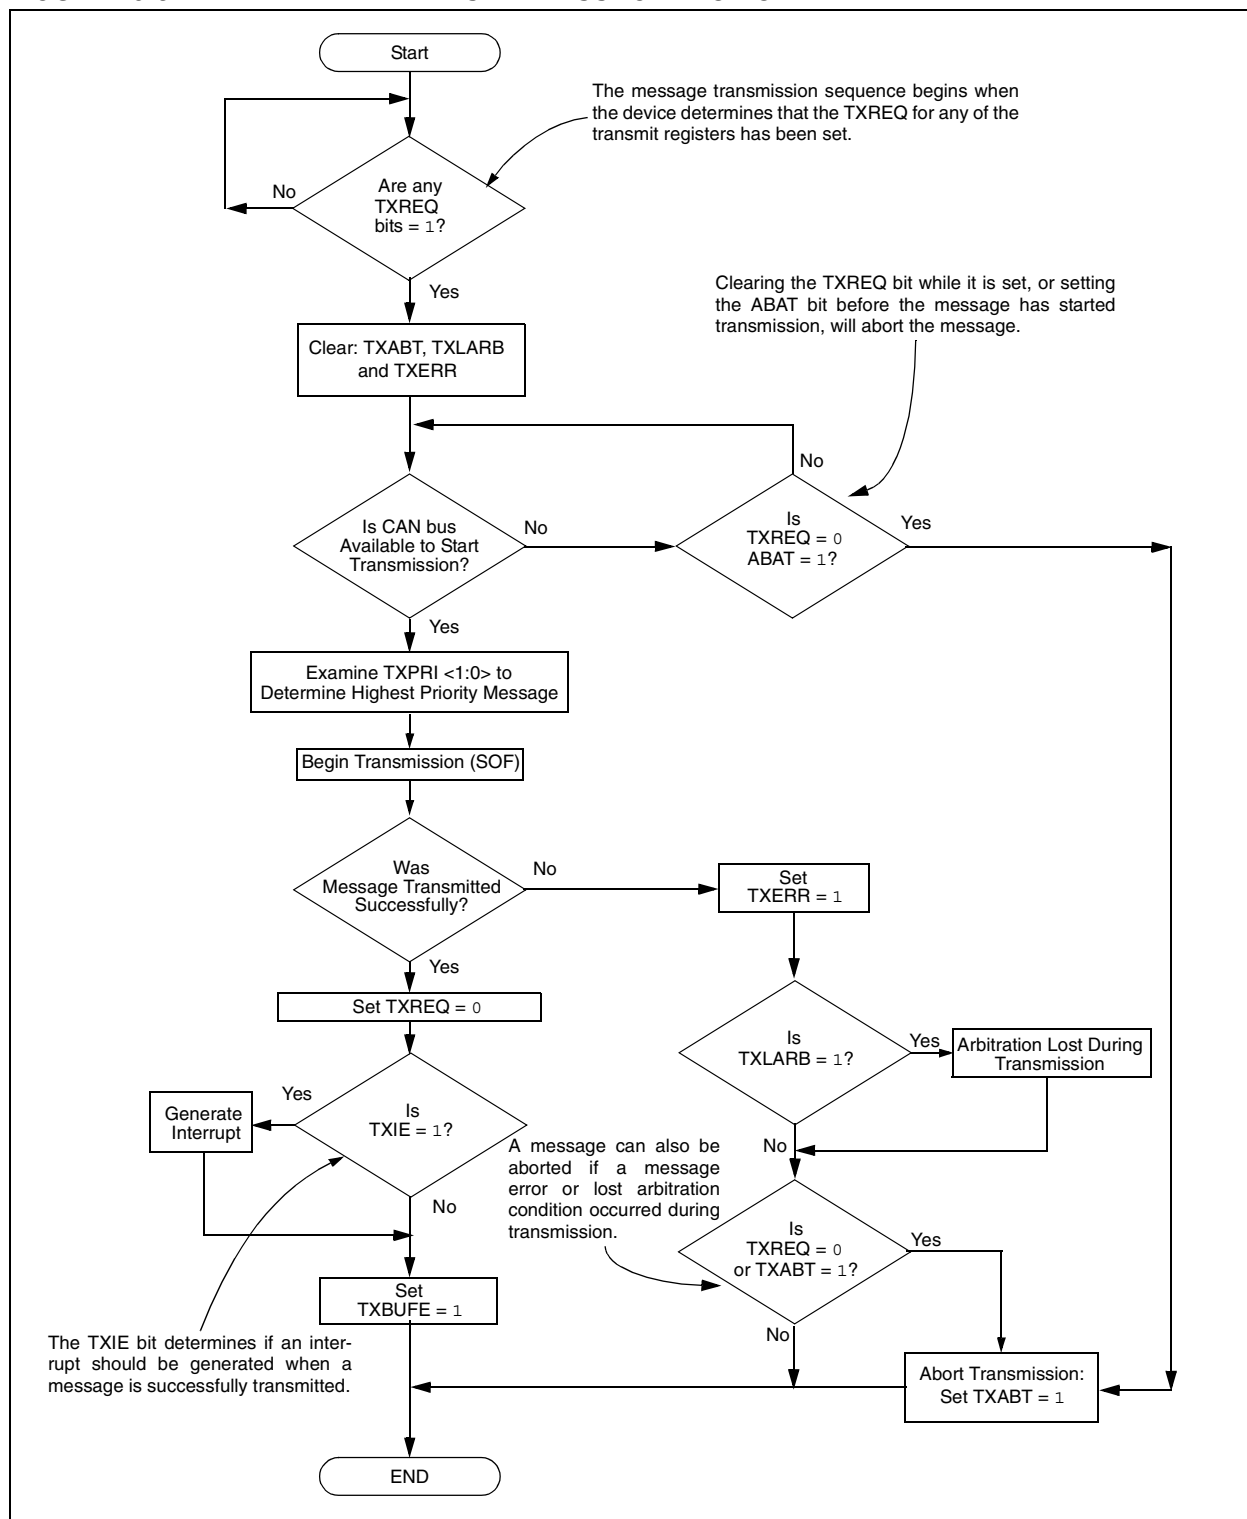 Start
The message transmission sequence begins when
the device determines that the TXREQ for any of the
transmit registers has been set.
No
Are any
TXREQ
bits = 1?
Yes
Clearing the TXREQ bit while it is set, or setting
the ABAT bit before the message has started
transmission, will abort the message.
Clear: TXABT, TXLARB
and TXERR
No
Is CAN bus
Available to Start
Transmission?
No
Is
TXREQ = 0
ABAT = 1?
Yes
Yes
Examine TXPRI <1:0> to
Determine Highest Priority Message
Begin Transmission (SOF)
Was
Message Transmitted
Successfully?
No
Set
TXERR = 1
Yes
Set TXREQ = 0
Is
TXLARB = 1?
Yes
Arbitration Lost During
Transmission
Yes
Generate
Interrupt
Is
TXIE = 1?
No
A message can also be
aborted if a message
error or lost arbitration
condition occurred during
transmission.
No
Is
TXREQ = 0
or TXABT = 1?
Yes
Set
TXBUFE = 1
The TXIE bit determines if an inter-
rupt should be generated when a
message is successfully transmitted.
No
Abort Transmission:
Set TXABT = 1
END